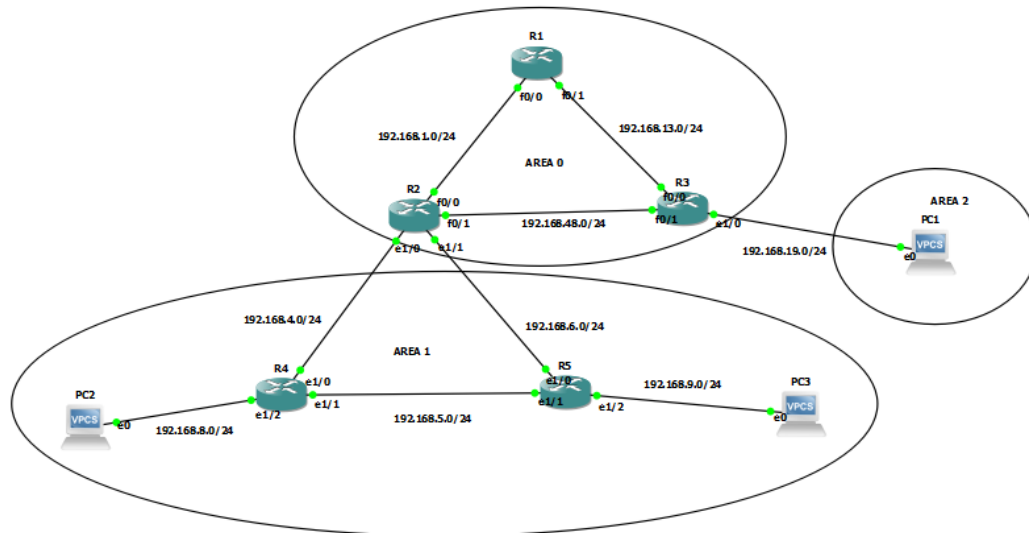 R1
f0/0
f0/1
192.168.1.0/24
192.168.13.0/24
AREA 0
R2
R3
f0/0
f0/0
f0/1
192.168.48.0/24
f0/1
e1/0
AREA 2
PC1
VPCS
e0
192.168.19.0/24
e1/0
e1/1
192.168.4.0/24
192.168.6.0/24
AREA 1
R4
R5
e1/0
e1/0
PC2
VPCS
e0
192.168.8.0/24
e1/2
e1/1
192.168.5.0/24
e1/1
e1/2
192.168.9.0/24
PC3
VPCS
e0